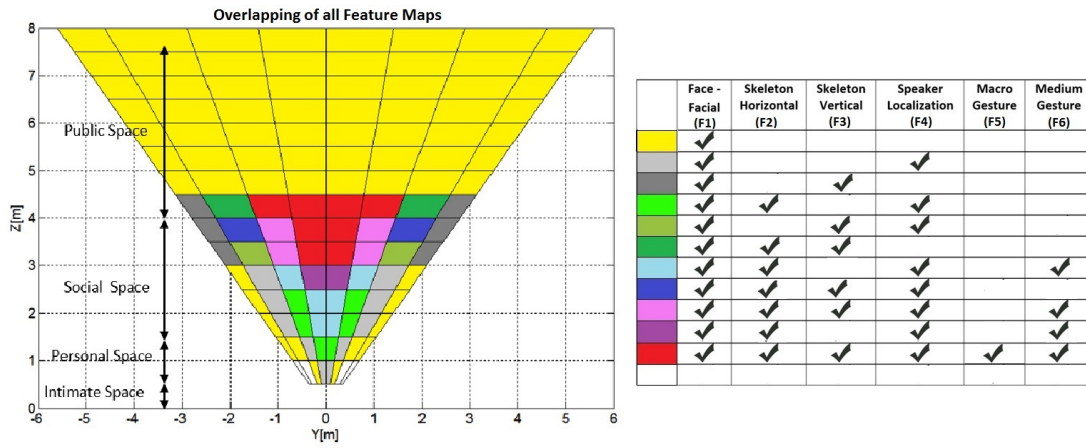 Overlapping of all Feature Maps
8
7
6
5
4
3
2
1
0
Z[m]
Public Space
Social Space
Personal Space
Intimate Space
-6 -5 -4 -3 -2 -1 0 1 2 3 4 5 6
Y[m]
Face - Skeleton Skeleton Speaker Macro Medium
Facial Horizontal Vertical Localization Gesture Gesture
(F1) (F2) (F3) (F4) (F5) (F6)